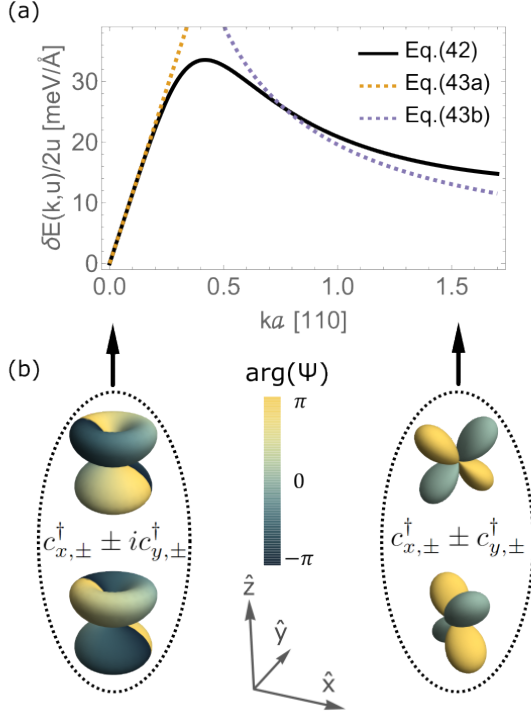 (a)
δE(k,u)/2u [meV/Å]
30
20
10
0
Eq.(42)
Eq.(43a)
Eq.(43b)
0.0 0.5 1.0 1.5
ka [110]
(b)
arg(Ψ)
π
0
−π
c†x,± ± ic†y,±
c†x,± ± c†y,±
ẑ
ŷ
x̂